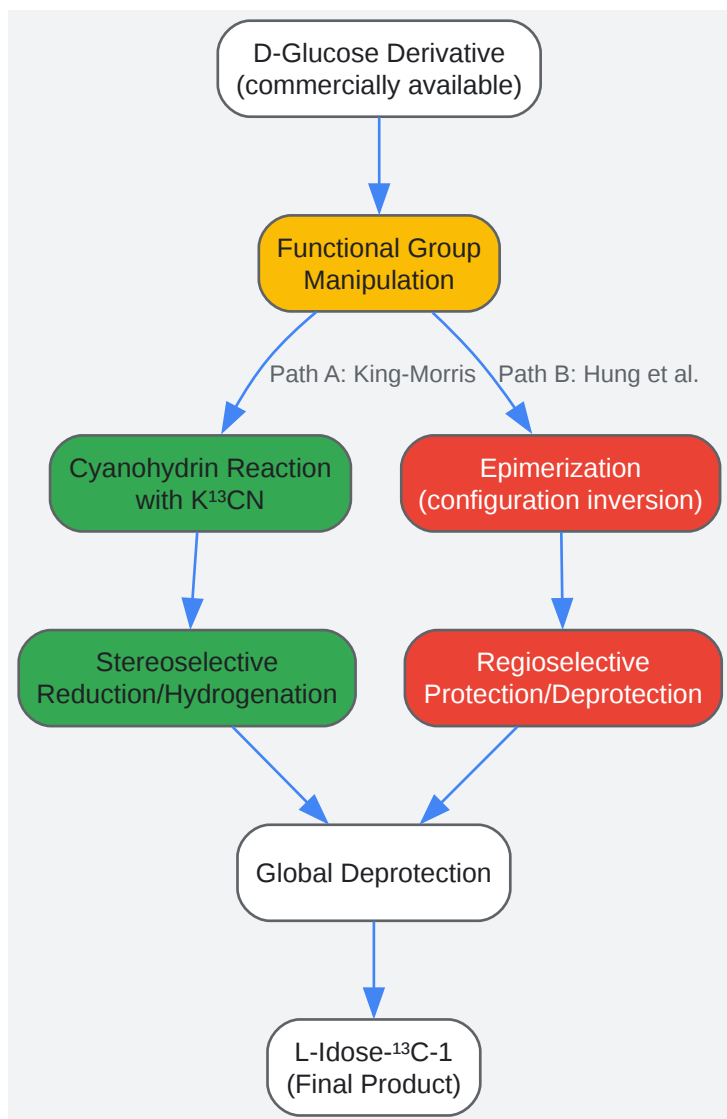 D-Glucose Derivative
(commercially available)
Functional Group
Manipulation
Path A: King-Morris
Path B: Hung et al.
Cyanohydrin Reaction
with K¹³CN
Epimerization
(configuration inversion)
Stereoselective
Reduction/Hydrogenation
Regioselective
Protection/Deprotection
Global Deprotection
L-Idose-¹³C-1
(Final Product)